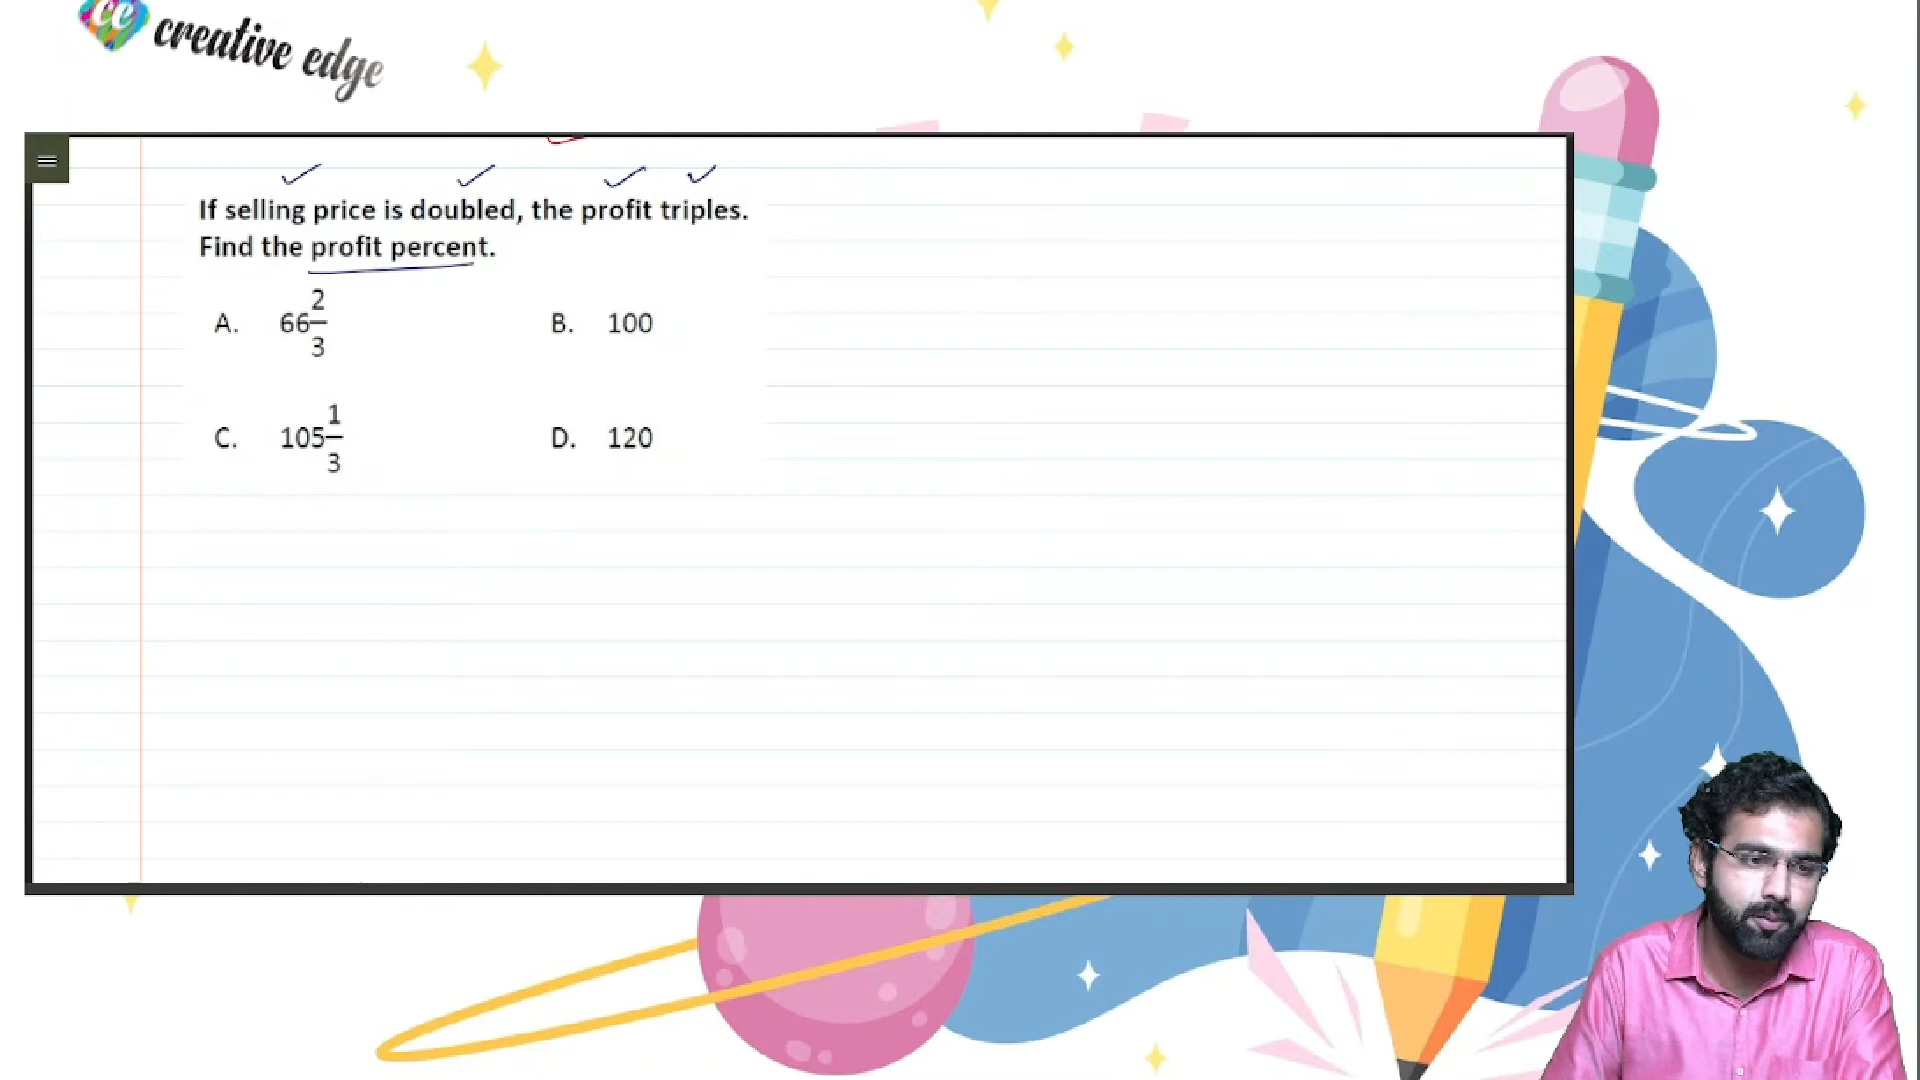 creative edge
If selling price is doubled, the profit triples.
Find the profit percent.
A. 66 2/3 B. 100
C. 105 1/3 D. 120